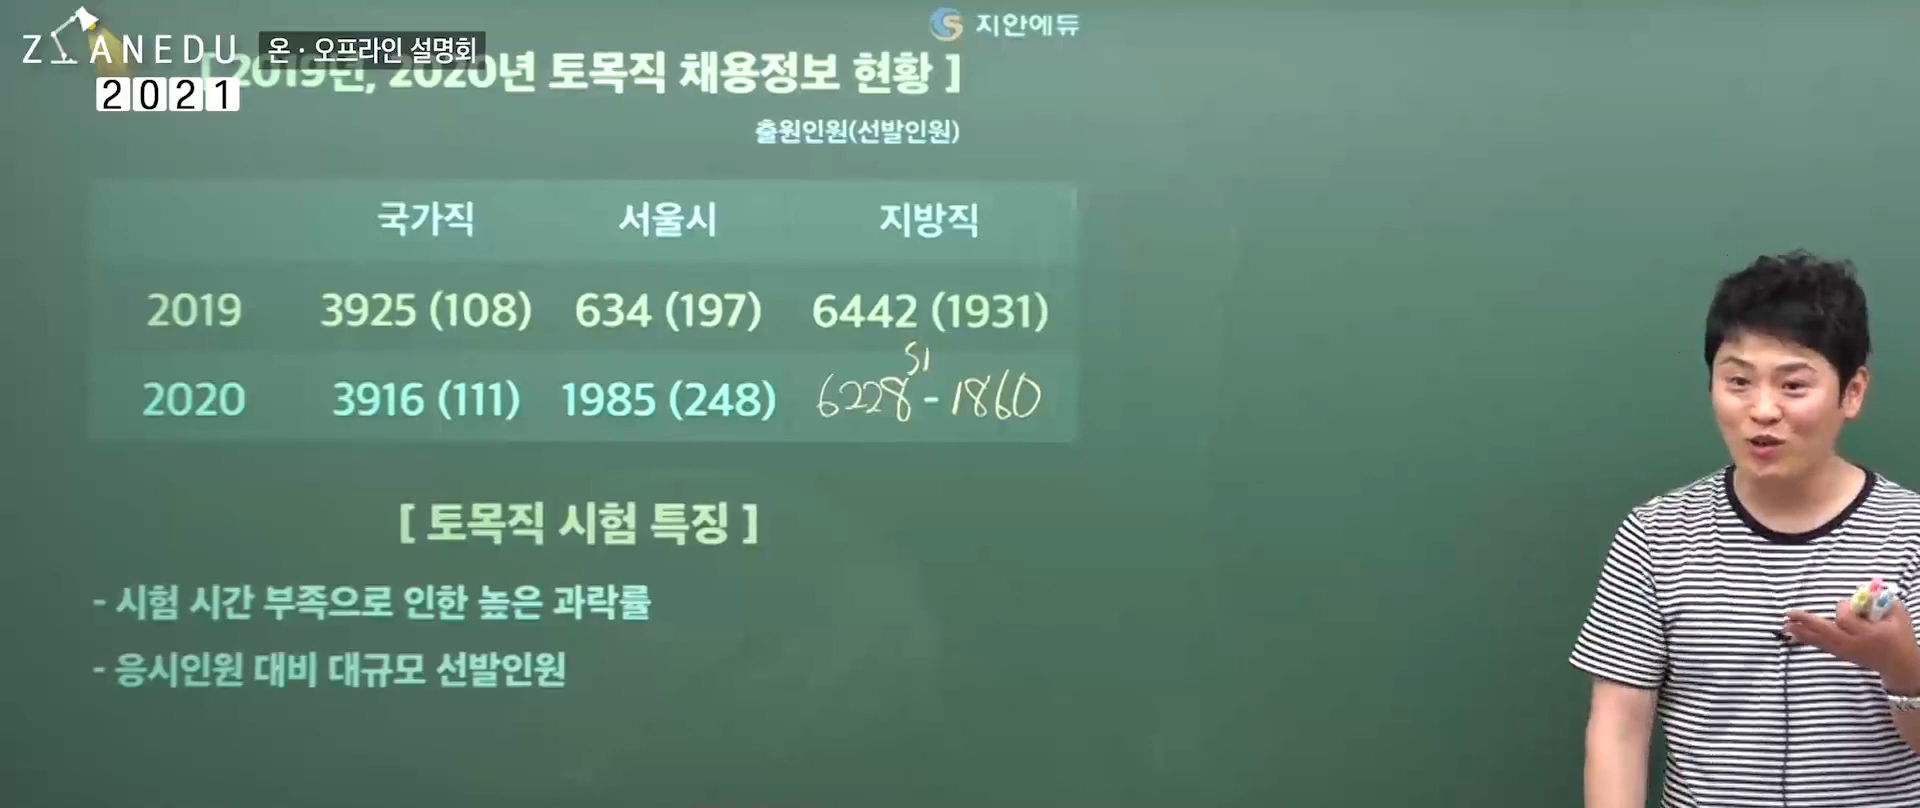 지안에듀
ZIANEDU 온·오프라인 설명회
2021
[ 2019년, 2020년 토목직 채용정보 현황 ]
출원인원(선발인원)
국가직 서울시 지방직
2019 3925 (108) 634 (197) 6442 (1931)
51
2020 3916 (111) 1985 (248) 6228 - 1860
[ 토목직 시험 특징 ]
- 시험 시간 부족으로 인한 높은 과락률
- 응시인원 대비 대규모 선발인원